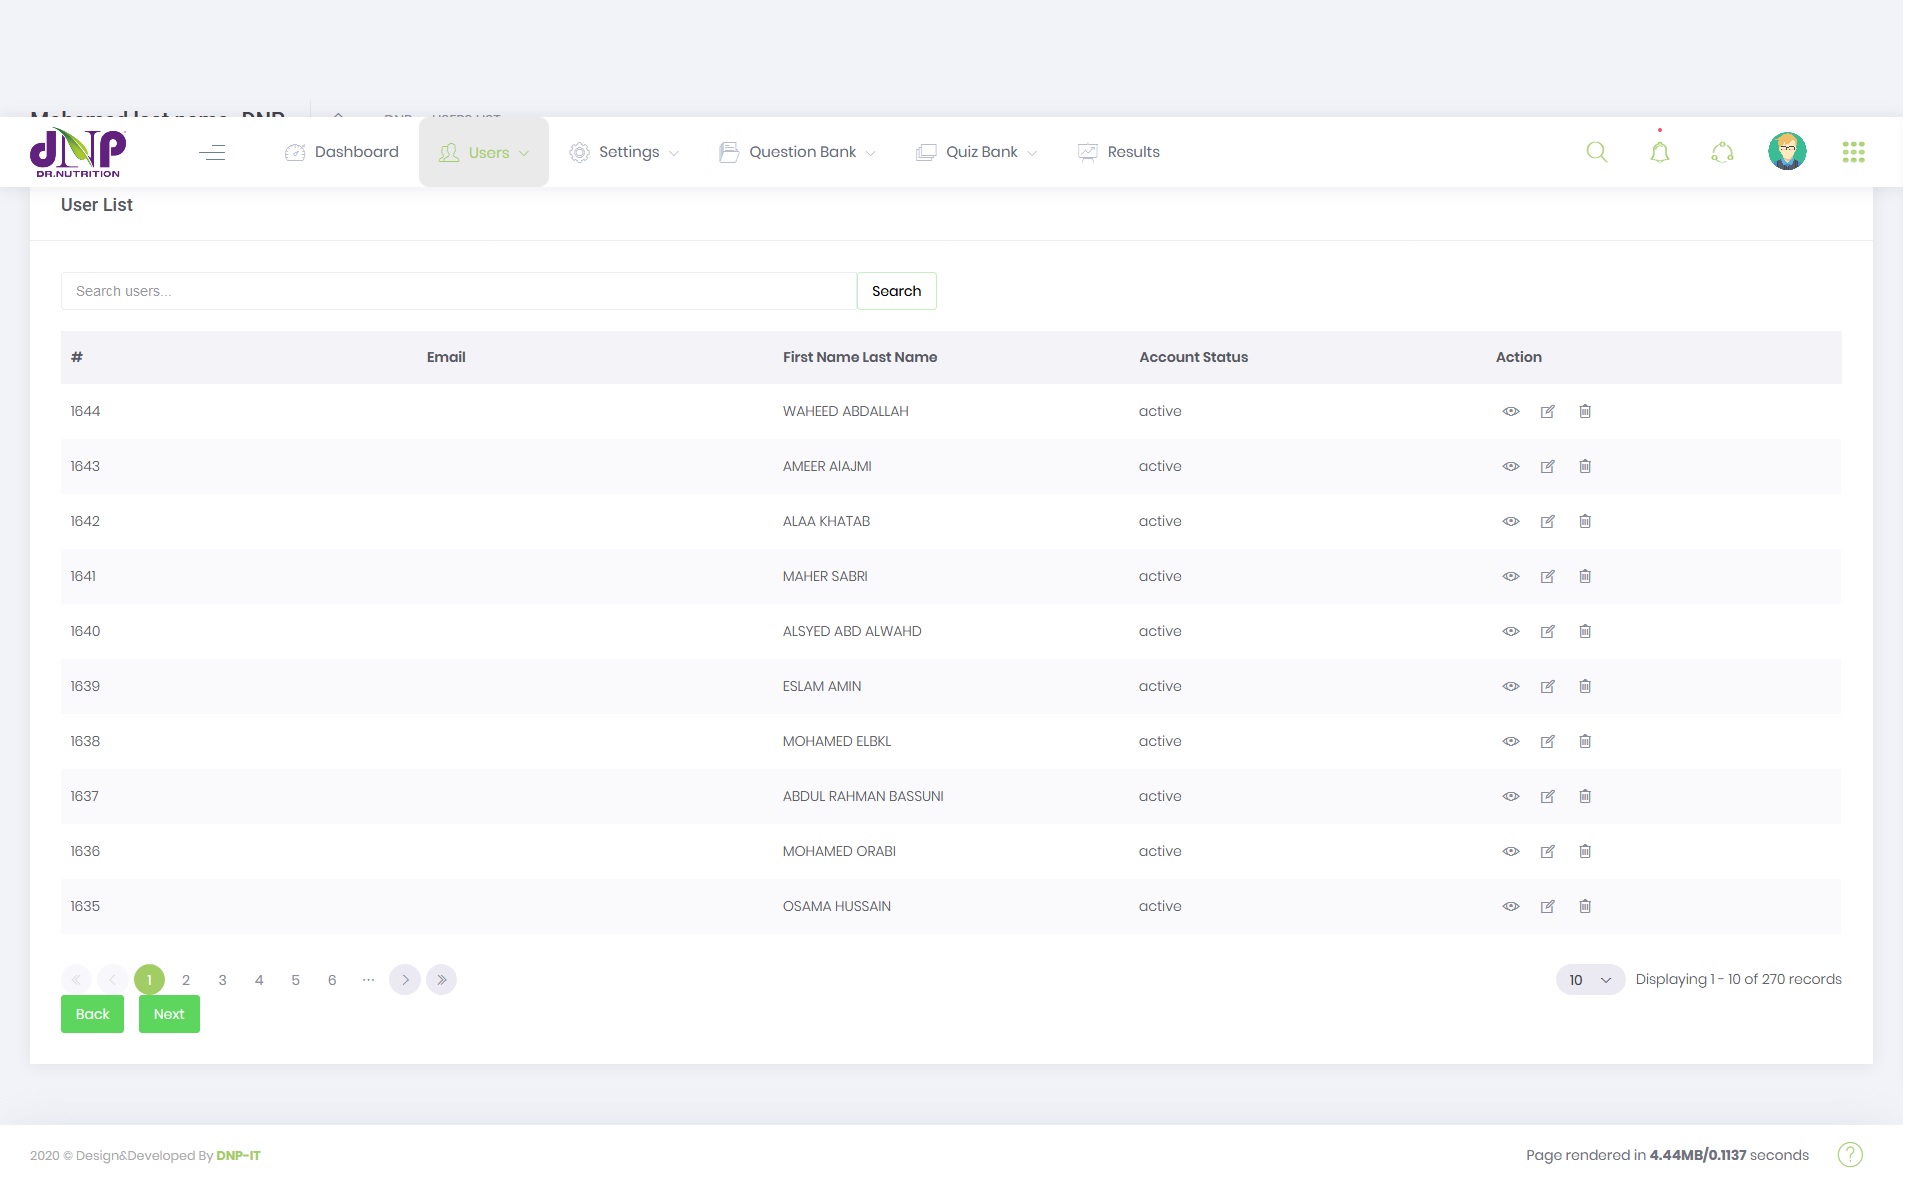 dNP
DR.NUTRITION
Dashboard
Users
Settings
Question Bank
Quiz Bank
Results
User List
Search users...
Search
# Email First Name Last Name Account Status Action
1644 WAHEED ABDALLAH active
1643 AMEER AlAJMI active
1642 ALAA KHATAB active
1641 MAHER SABRI active
1640 ALSYED ABD ALWAHD active
1639 ESLAM AMIN active
1638 MOHAMED ELBKL active
1637 ABDUL RAHMAN BASSUNI active
1636 MOHAMED ORABI active
1635 OSAMA HUSSAIN active
1 2 3 4 5 6 ...
10 Displaying 1 - 10 of 270 records
Back Next
2020 © Design&Developed By DNP-IT
Page rendered in 4.44MB/0.1137 seconds